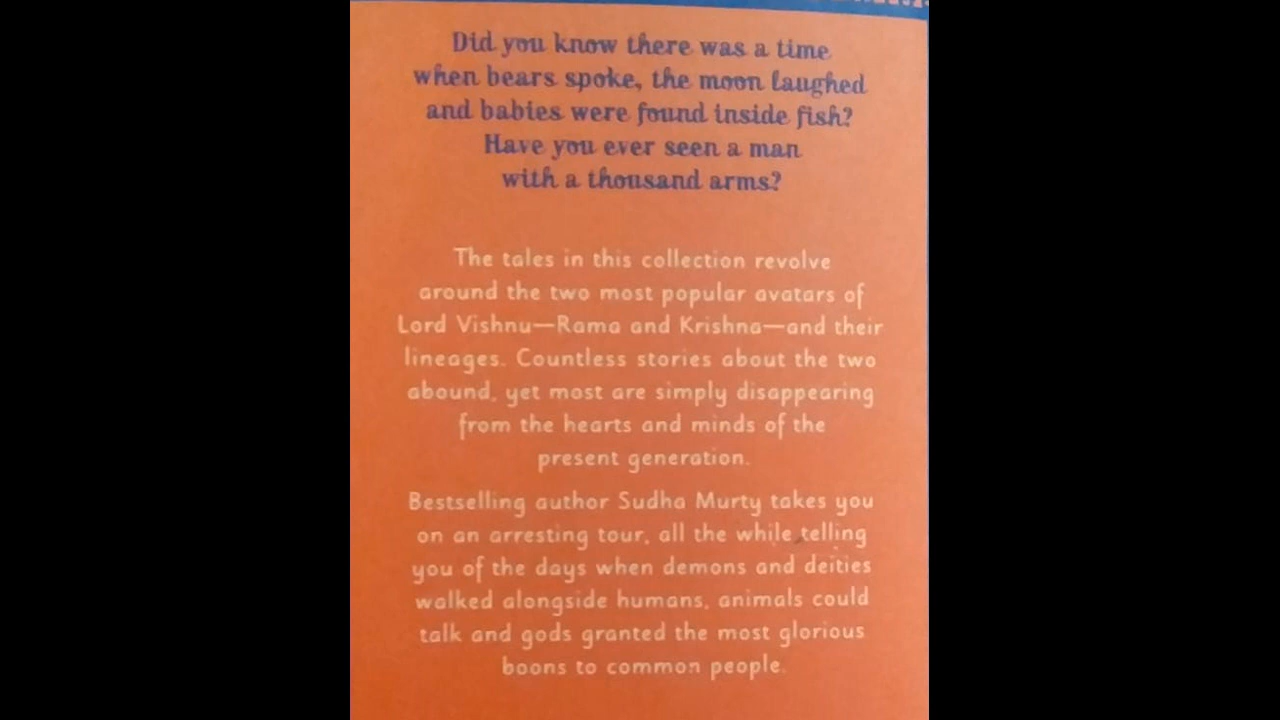 Did you know there was a time
when bears spoke, the moon laughed
and babies were found inside fish?
Have you ever seen a man
with a thousand arms?
The tales in this collection revolve
around the two most popular avatars of
Lord Vishnu—Rama and Krishna—and their
lineages. Countless stories about the two
abound, yet most are simply disappearing
from the hearts and minds of the
present generation.
Bestselling author Sudha Murty takes you
on an arresting tour, all the while telling
you of the days when demons and deities
walked alongside humans, animals could
talk and gods granted the most glorious
boons to common people.